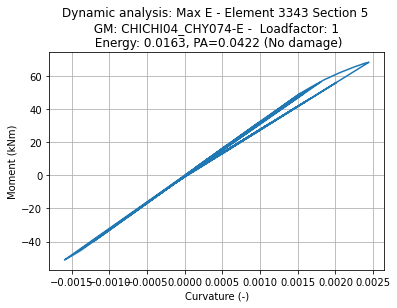 Dynamic analysis: Max E - Element 3343 Section 5
GM: CHICHI04_CHY074-E -  Loadfactor: 1
Energy: 0.0163, PA=0.0422 (No damage)
Moment (kNm)
60
40
20
0
−20
−40
−0.0015 −0.0010 −0.0005 0.0000 0.0005 0.0010 0.0015 0.0020 0.0025
Curvature (-)